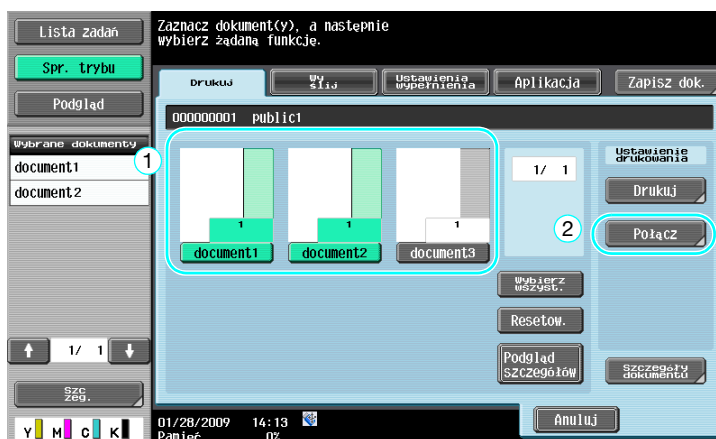 Lista zadań
Zaznacz dokument(y), a następnie
wybierz żądaną funkcję.
Spr. trybu
Podgląd
Drukuj
Wy
ślij
Ustawienia
wypełnienia
Aplikacja
Zapisz dok.
000000001 public1
Wybrane dokumenty
document1
document2
1
1
document1
1
document2
1
document3
1/ 1
2
Ustawienie
drukowania
Drukuj
Połącz
Wybierz
wszyst.
Resetow.
Podgląd
szczegółów
Szczegóły
dokumentu
1/ 1
Szc
zeg.
Y M C K
01/28/2009 14:13
Pamięć 0%
Anuluj